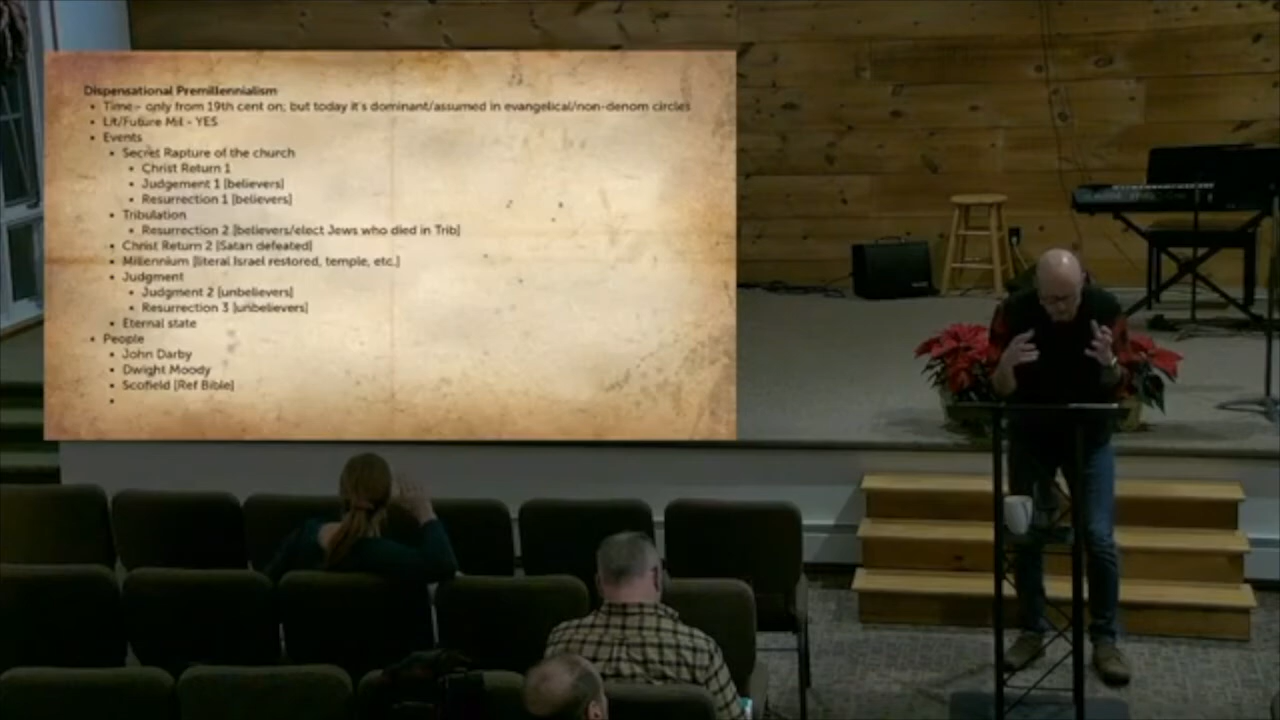 Dispensational Premillennialism
• Time - only from 19th cent on; but today it's dominant/assumed in evangelical/non-denom circles
• Lit/Future Mil - YES
• Events
• Secret Rapture of the church
• Christ Return 1
• Judgement 1 [believers]
• Resurrection 1 [believers]
• Tribulation
• Resurrection 2 [believers/elect Jews who died in Trib]
• Christ Return 2 [Satan defeated]
• Millennium [literal Israel restored, temple, etc.]
• Judgment
• Judgment 2 [unbelievers]
• Resurrection 3 [unbelievers]
• Eternal state
• People
• John Darby
• Dwight Moody
• Scofield [Ref Bible]
•